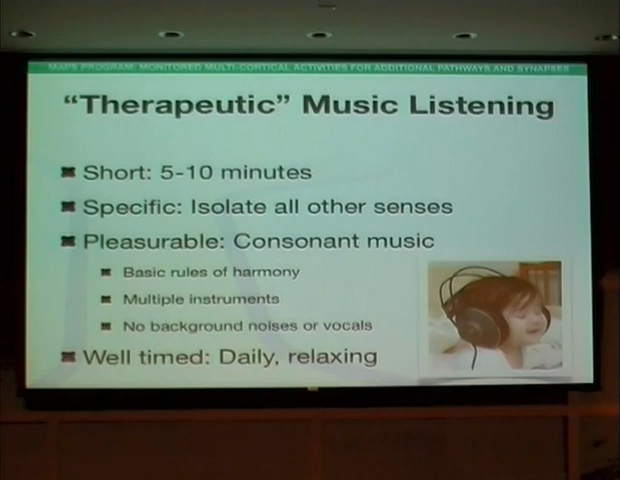 MAPS PROGRAM: MONITORED MULTI-CORTICAL ACTIVITIES FOR ADDITIONAL PATHWAYS AND SYNAPSES
“Therapeutic” Music Listening
Short: 5-10 minutes
Specific: Isolate all other senses
Pleasurable: Consonant music
Basic rules of harmony
Multiple instruments
No background noises or vocals
Well timed: Daily, relaxing